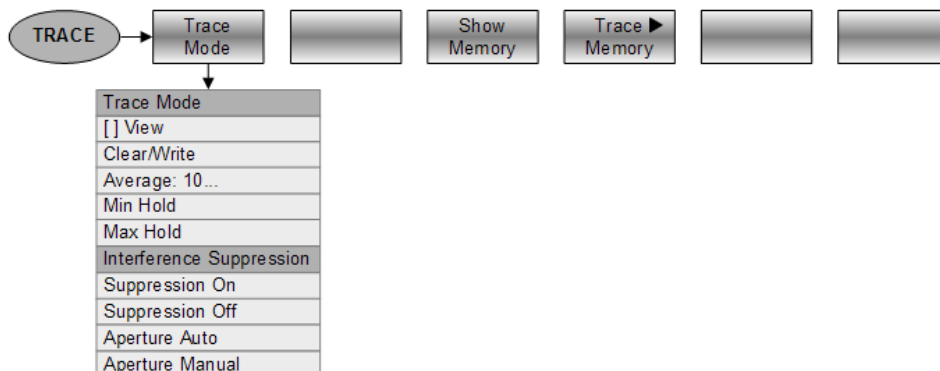 TRACE
Trace
Mode
Show
Memory
Trace ▶
Memory
Trace Mode
[ ] View
Clear/Write
Average: 10...
Min Hold
Max Hold
Interference Suppression
Suppression On
Suppression Off
Aperture Auto
Aperture Manual